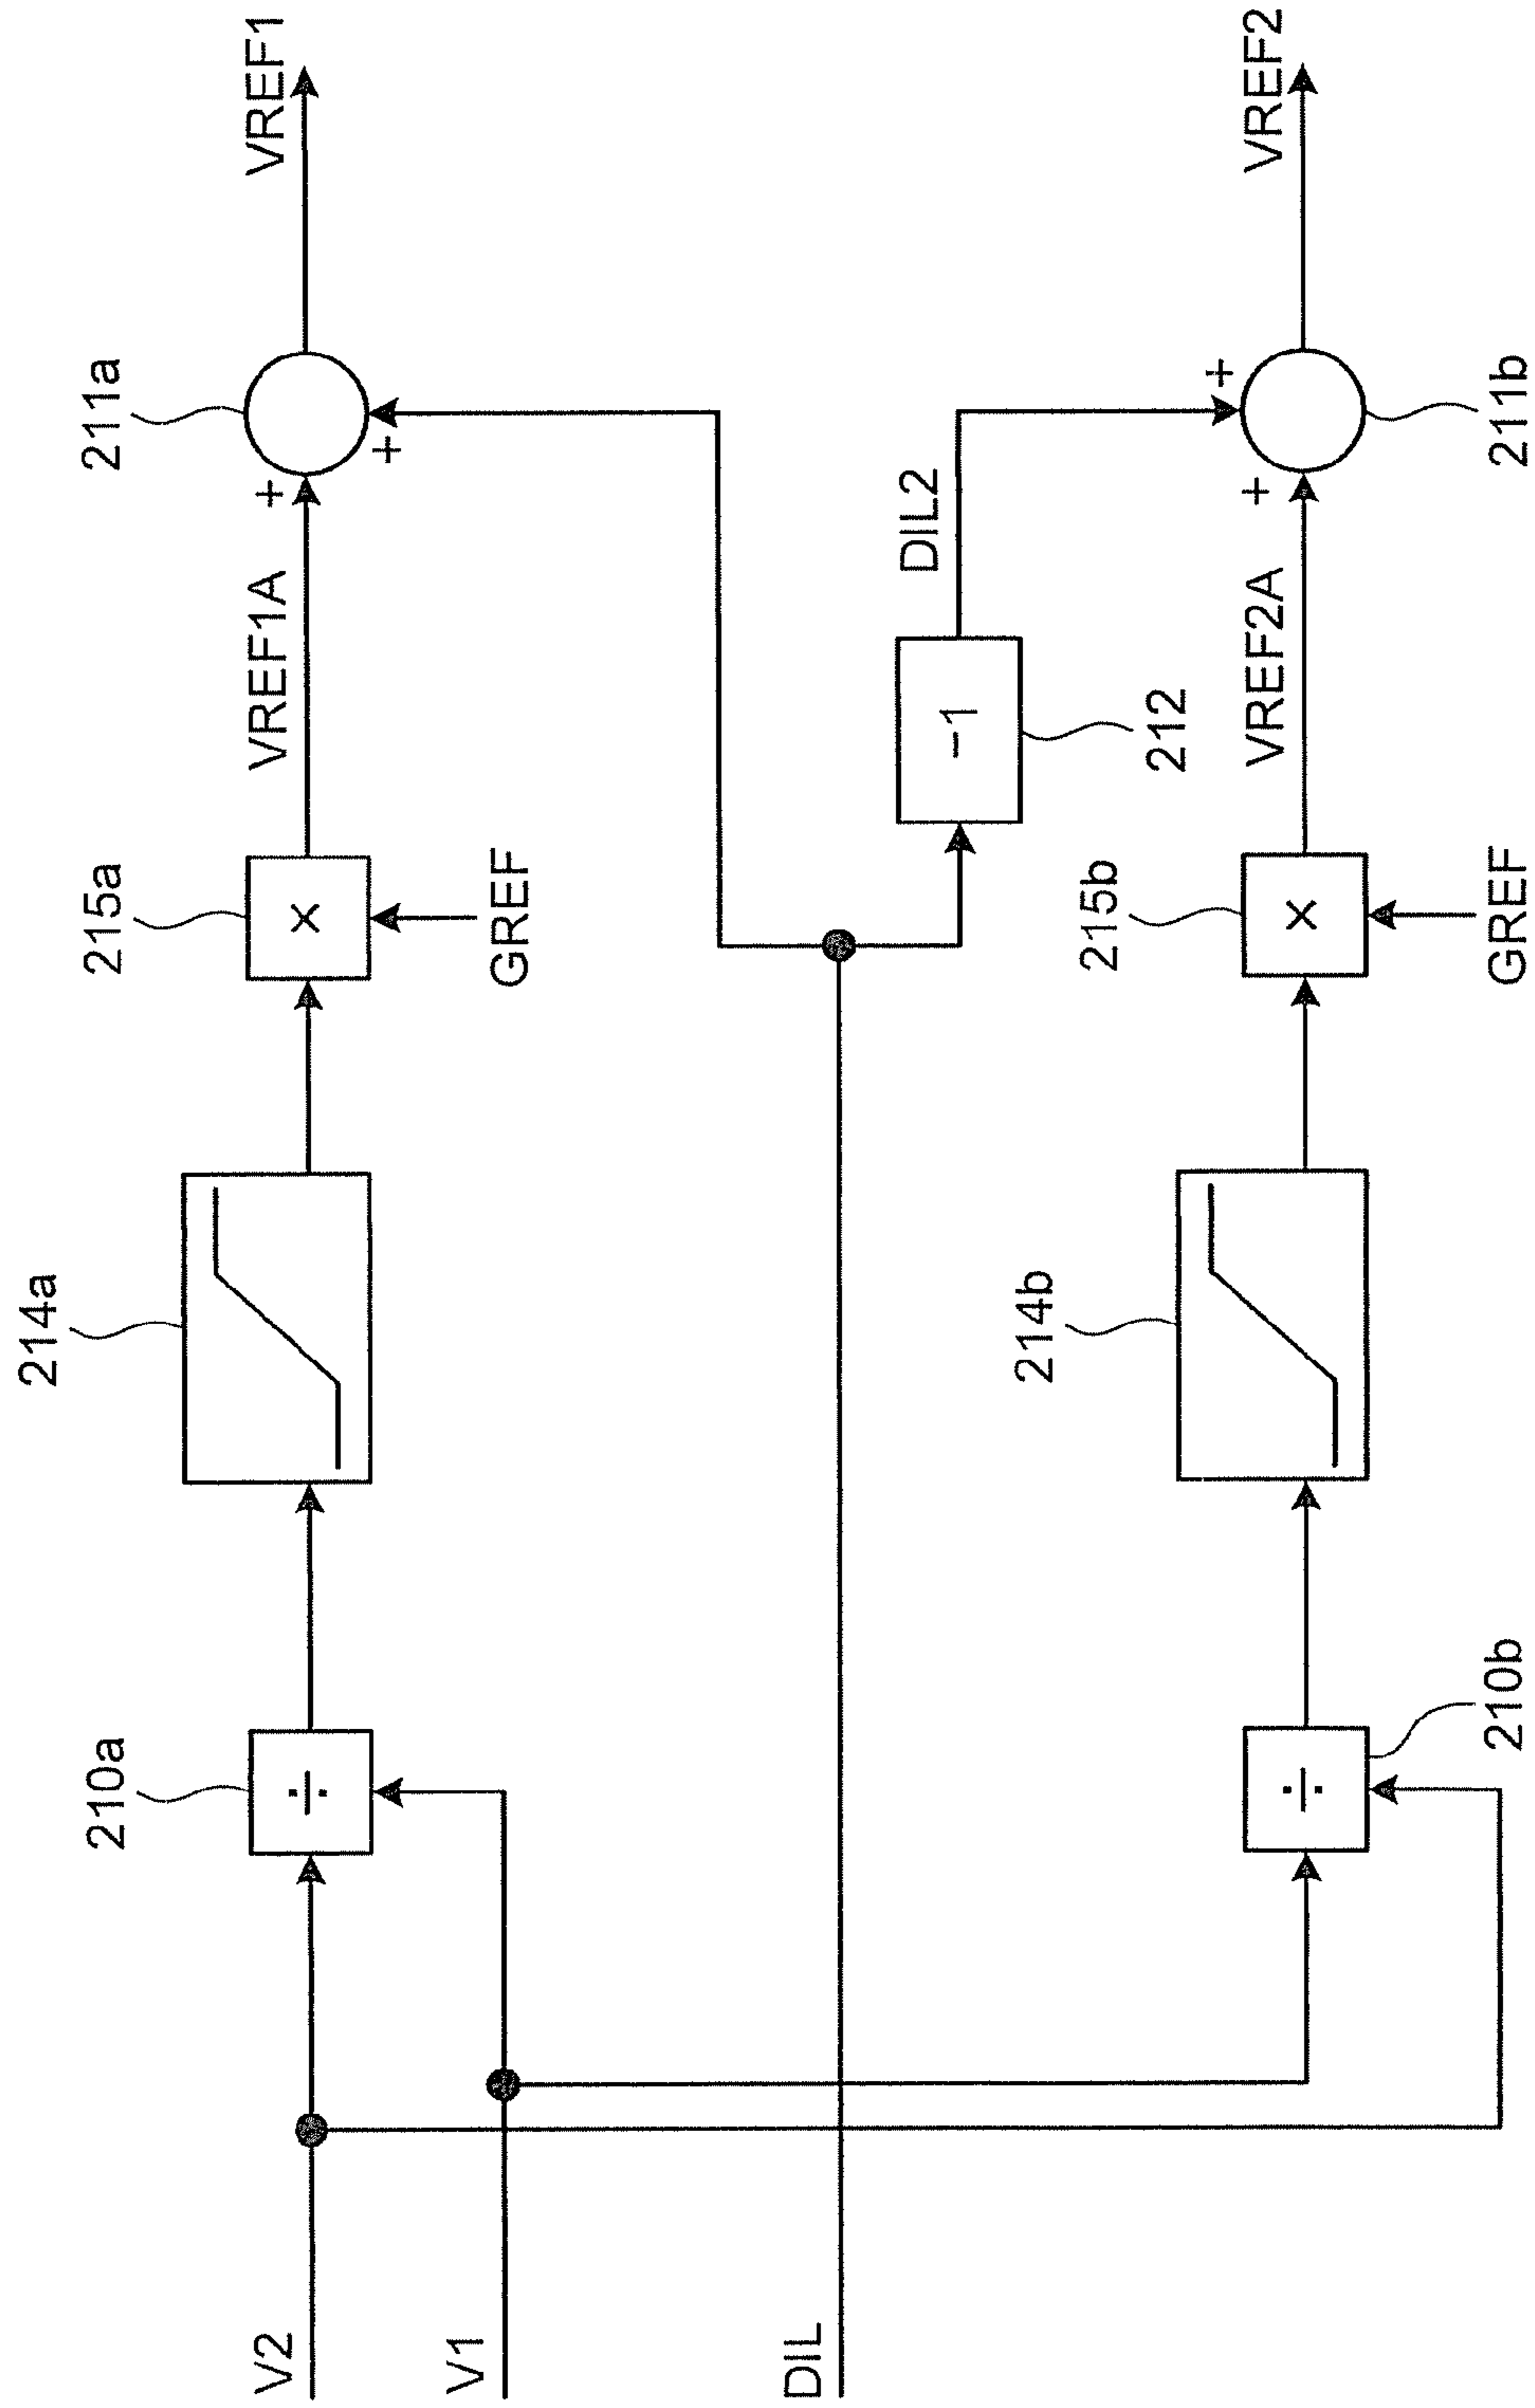 211a
VREF1
214a
215a
VREF1A
+
210a
÷
×
+
V2
GREF
V1
DIL2
+
DIL
−1
212
214b
215b
VREF2A
+
VREF2
÷
×
211b
210b
GREF